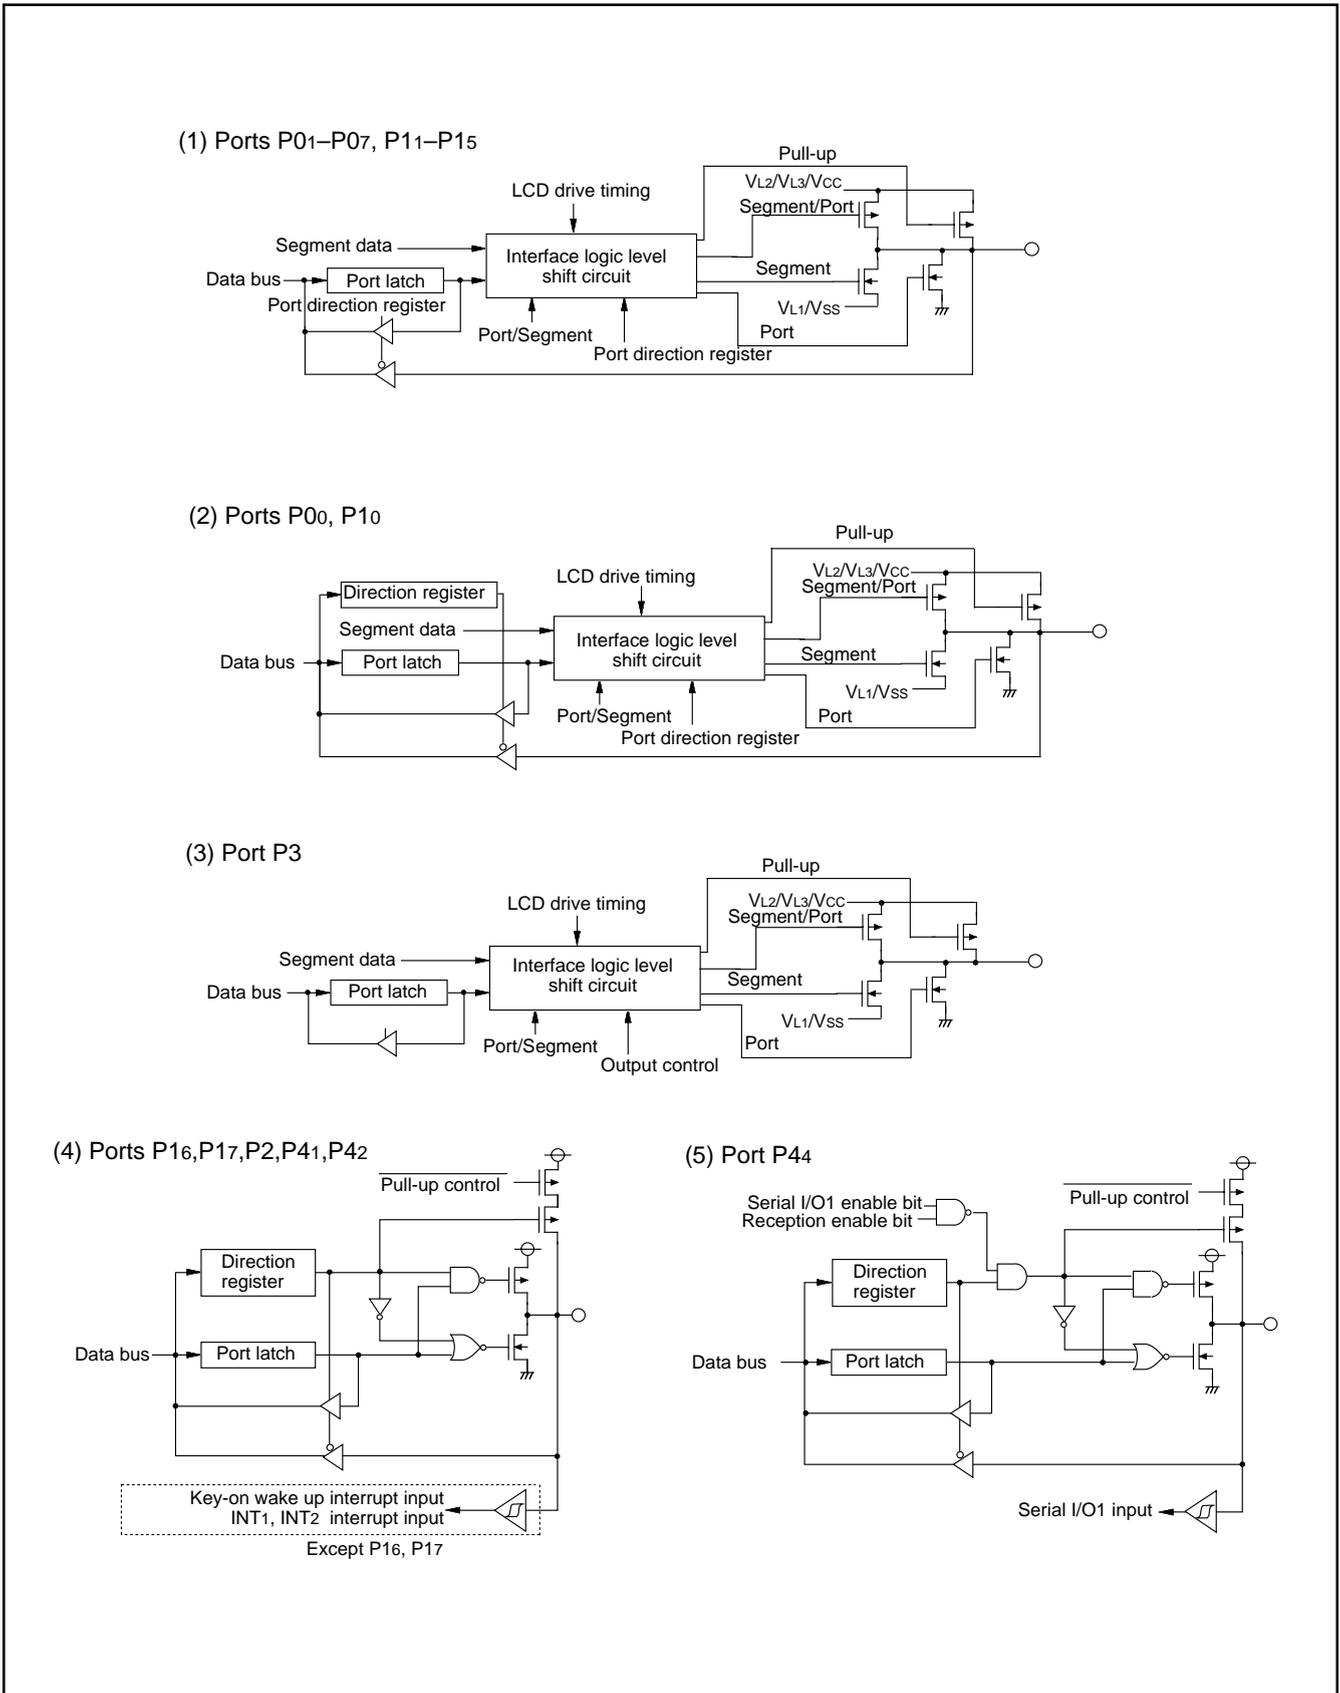 (1) Ports P01–P07, P11–P15
Pull-up
LCD drive timing
VL2/VL3/VCC
Segment/Port
Segment data
Interface logic level
shift circuit
Data bus
Port latch
Segment
Port direction register
VL1/VSS
Port/Segment
Port
Port direction register
(2) Ports P00, P10
Pull-up
LCD drive timing
VL2/VL3/VCC
Segment/Port
Direction register
Segment data
Interface logic level
shift circuit
Data bus
Port latch
Segment
VL1/VSS
Port/Segment
Port
Port direction register
(3) Port P3
Pull-up
LCD drive timing
VL2/VL3/VCC
Segment/Port
Segment data
Interface logic level
shift circuit
Segment
Data bus
Port latch
VL1/VSS
Port/Segment
Port
Output control
(4) Ports P16,P17,P2,P41,P42
Pull-up control
Direction
register
Data bus
Port latch
Key-on wake up interrupt input
INT1, INT2 interrupt input
Except P16, P17
(5) Port P44
Pull-up control
Serial I/O1 enable bit
Reception enable bit
Direction
register
Data bus
Port latch
Serial I/O1 input